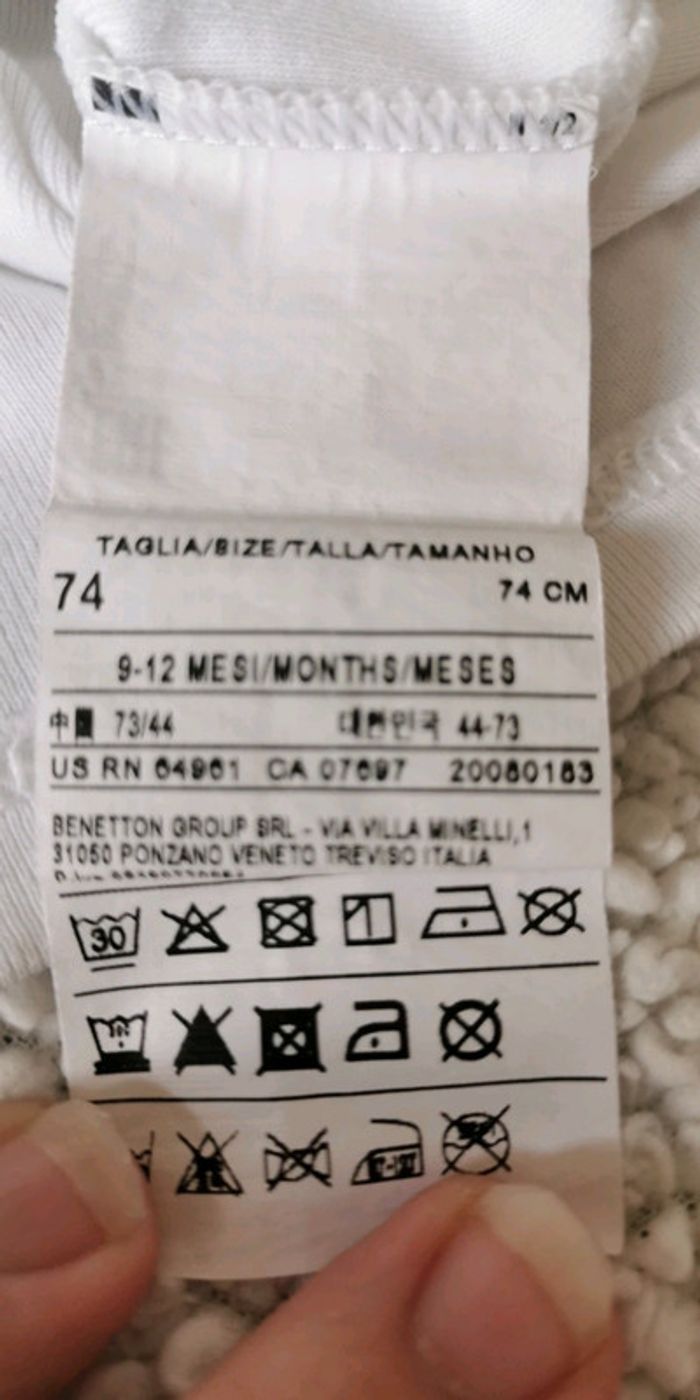 TAGLIA/SIZE/TALLA/TAMANHO
74 74 CM
9-12 MESI/MONTHS/MESES
中国 73/44 대한민국 44-73
US RN 64961 CA 07697 20080183
BENETTON GROUP SRL - VIA VILLA MINELLI,1
31050 PONZANO VENETO TREVISO ITALIA
30